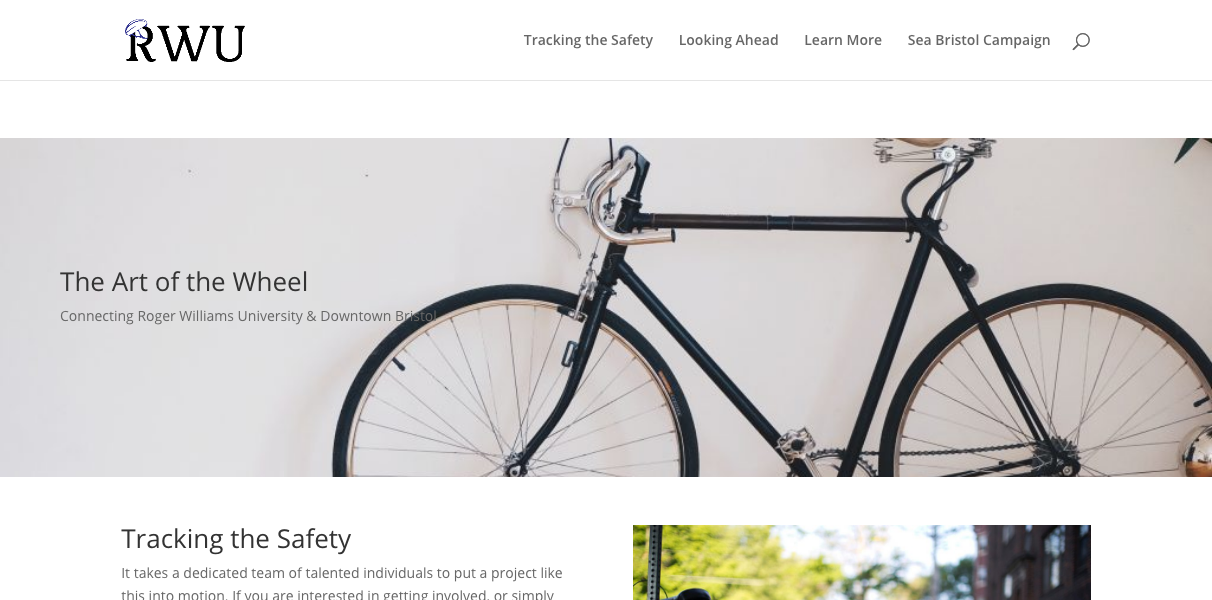 RWU
Tracking the Safety
Looking Ahead
Learn More
Sea Bristol Campaign
The Art of the Wheel
Connecting Roger Williams University & Downtown Bristol
Tracking the Safety
It takes a dedicated team of talented individuals to put a project like
this into motion. If you are interested in getting involved, or simply